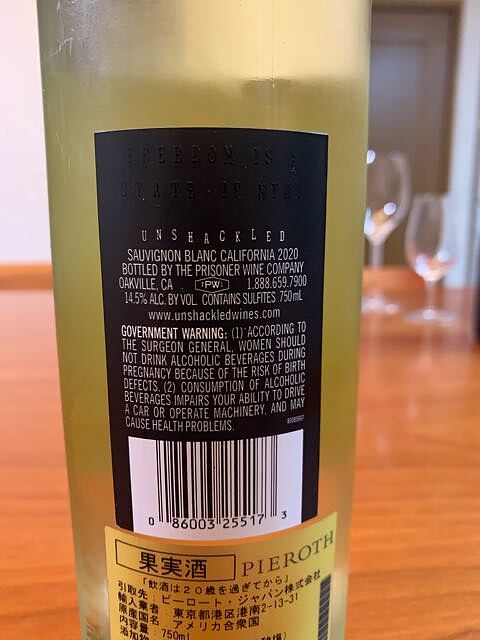 FREEDOM IS A
STATE OF MIND
UNSHACKLED
SAUVIGNON BLANC CALIFORNIA 2020
BOTTLED BY THE PRISONER WINE COMPANY
OAKVILLE, CA TPWC 1.888.659.7900
14.5% ALC. BY VOL. CONTAINS SULFITES 750 mL
www.unshackledwines.com
GOVERNMENT WARNING: (1) ACCORDING TO
THE SURGEON GENERAL, WOMEN SHOULD
NOT DRINK ALCOHOLIC BEVERAGES DURING
PREGNANCY BECAUSE OF THE RISK OF BIRTH
DEFECTS. (2) CONSUMPTION OF ALCOHOLIC
BEVERAGES IMPAIRS YOUR ABILITY TO DRIVE
A CAR OR OPERATE MACHINERY, AND MAY
CAUSE HEALTH PROBLEMS.
0 86003 25517 3
果実酒 PIEROTH
「飲酒は20歳を過ぎてから」
引取先:ピーロート・ジャパン株式会社
輸入業者 東京都港区港南2-13-31
原産国名:アメリカ合衆国
内容量:750ml